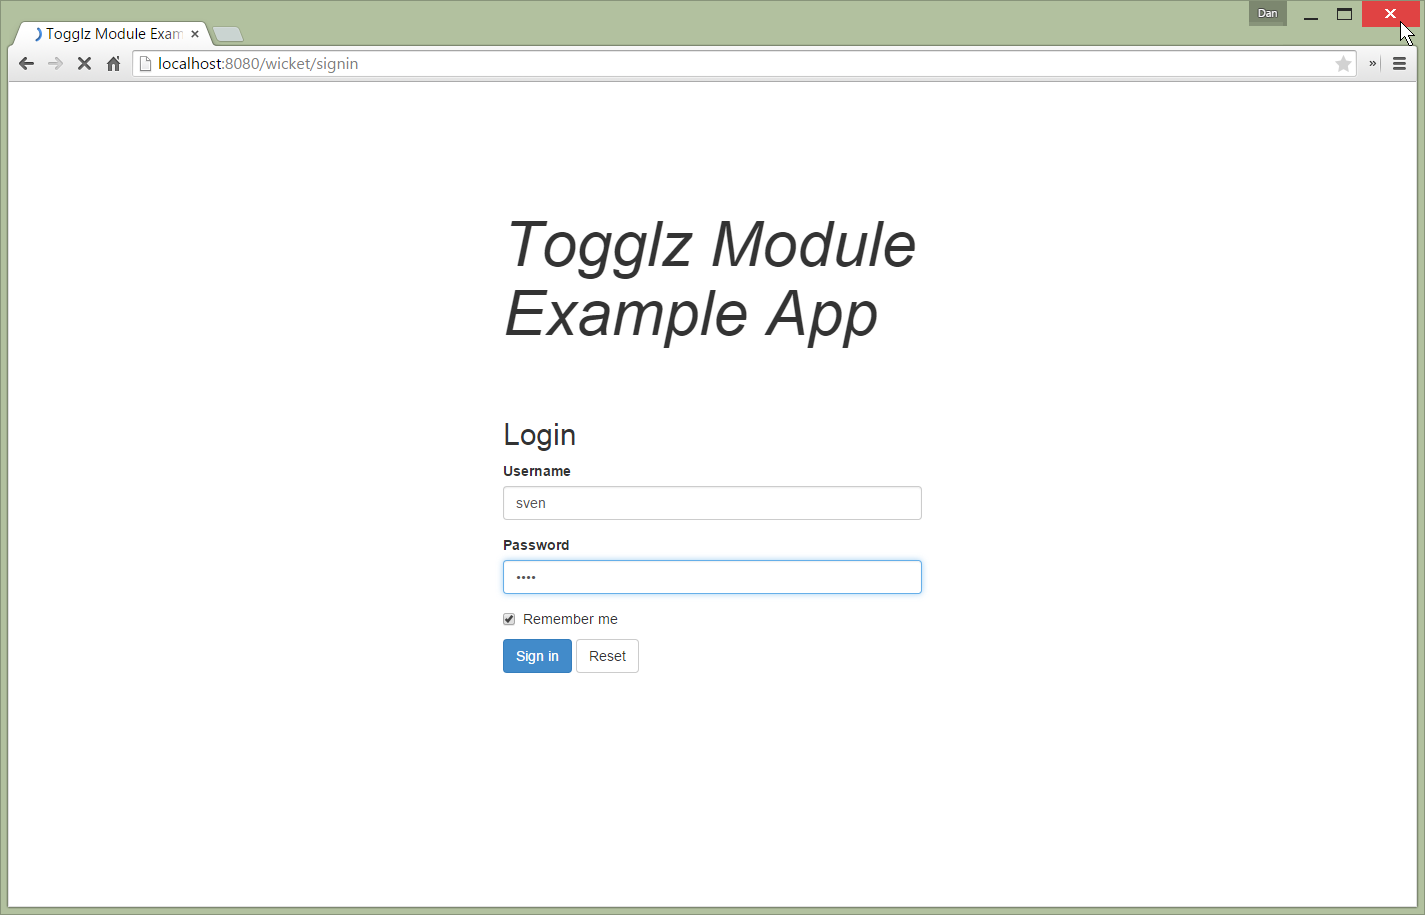 Dan
Togglz Module Exam
localhost:8080/wicket/signin
Togglz Module
Example App
Login
Username
sven
Password
••••
Remember me
Sign in Reset